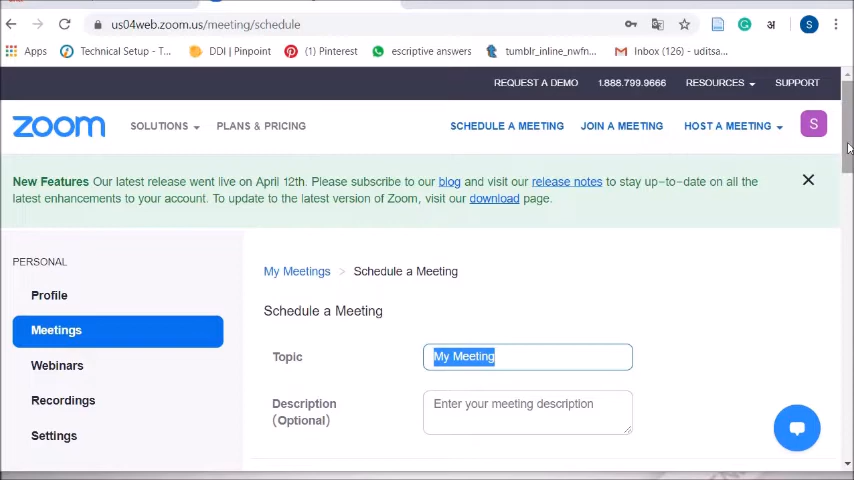 us04web.zoom.us/meeting/schedule
अ
S
Apps
Technical Setup - T...
DDI | Pinpoint
(1) Pinterest
escriptive answers
tumblr_inline_nwfn...
Inbox (126) - uditsa...
REQUEST A DEMO
1.888.799.9666
RESOURCES
SUPPORT
zoom
SOLUTIONS
PLANS & PRICING
SCHEDULE A MEETING
JOIN A MEETING
HOST A MEETING
S
New Features Our latest release went live on April 12th. Please subscribe to our blog and visit our release notes to stay up-to-date on all the
latest enhancements to your account. To update to the latest version of Zoom, visit our download page.
PERSONAL
Profile
Meetings
Webinars
Recordings
Settings
My Meetings > Schedule a Meeting
Schedule a Meeting
Topic
My Meeting
Description
(Optional)
Enter your meeting description